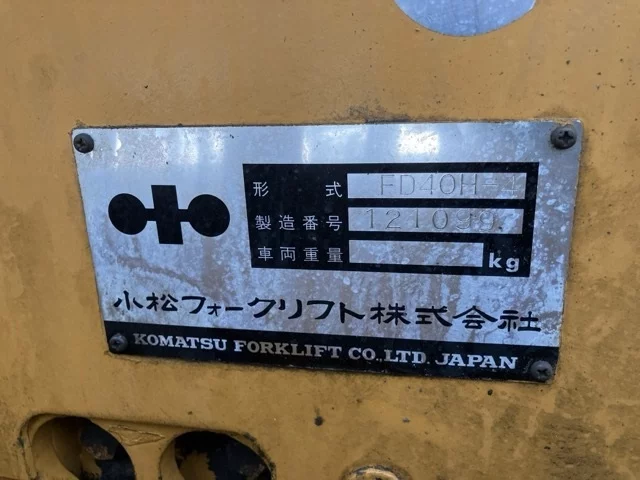 形式 FD40H-4
製造番号 121099
車両重量 kg
小松フォークリフト株式会社
KOMATSU FORKLIFT CO.,LTD. JAPAN